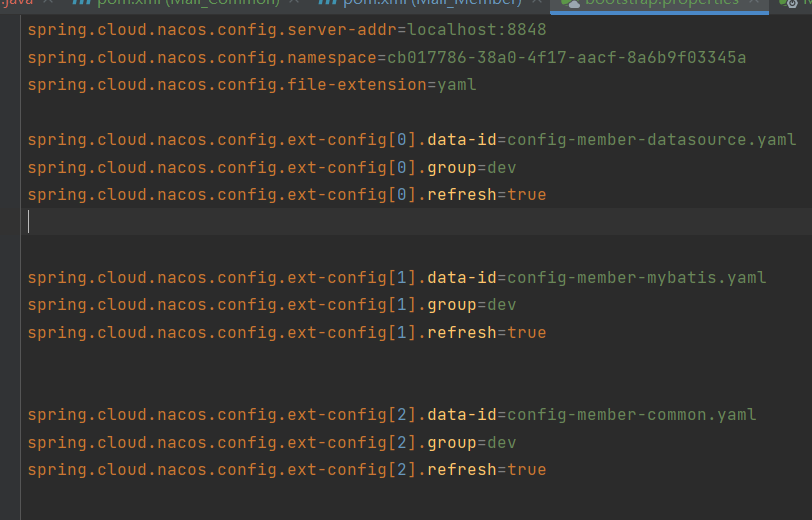 .java pom.xml (Mall_Common) pom.xml (Mall_Member) bootstrap.properties
spring.cloud.nacos.config.server-addr=localhost:8848
spring.cloud.nacos.config.namespace=cb017786-38a0-4f17-aacf-8a6b9f03345a
spring.cloud.nacos.config.file-extension=yaml
spring.cloud.nacos.config.ext-config[0].data-id=config-member-datasource.yaml
spring.cloud.nacos.config.ext-config[0].group=dev
spring.cloud.nacos.config.ext-config[0].refresh=true
spring.cloud.nacos.config.ext-config[1].data-id=config-member-mybatis.yaml
spring.cloud.nacos.config.ext-config[1].group=dev
spring.cloud.nacos.config.ext-config[1].refresh=true
spring.cloud.nacos.config.ext-config[2].data-id=config-member-common.yaml
spring.cloud.nacos.config.ext-config[2].group=dev
spring.cloud.nacos.config.ext-config[2].refresh=true